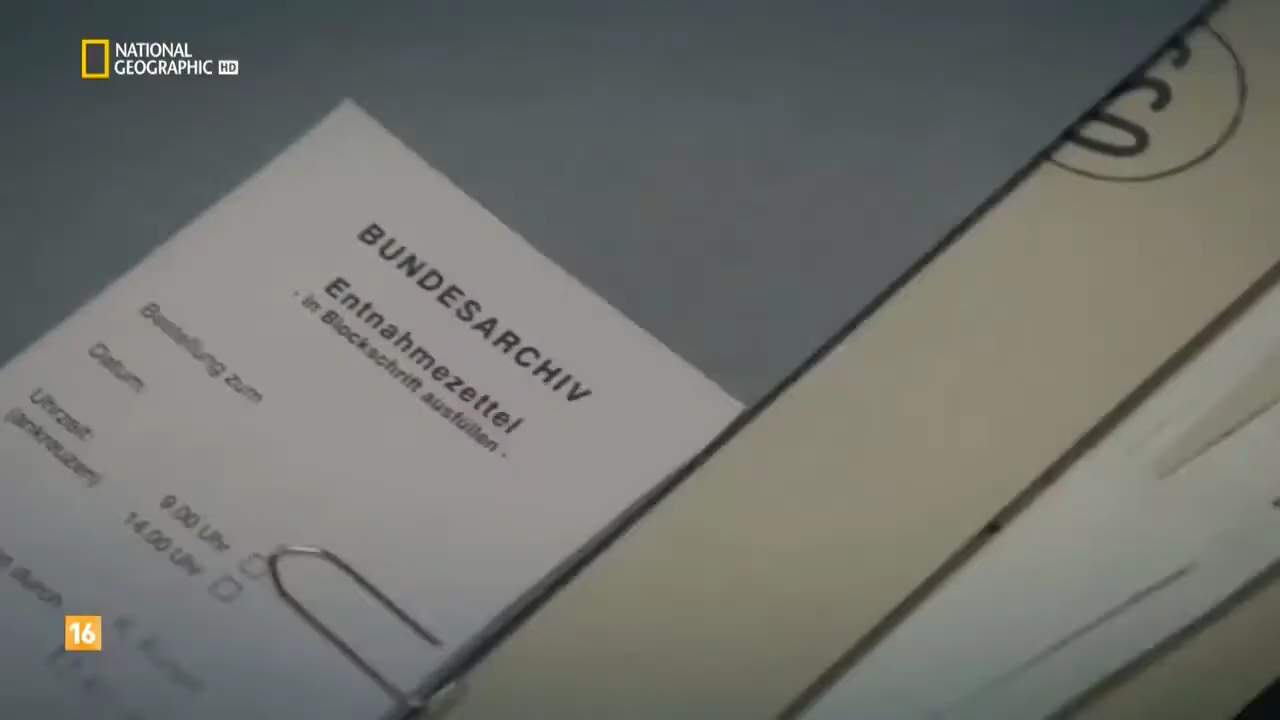 NATIONAL
GEOGRAPHIC HD
BUNDESARCHIV
Entnahmezettel
- in Blockschrift ausfüllen -
Bestellung zum
Datum:
Uhrzeit:
(ankreuzen)
9.00 Uhr
14.00 Uhr
durch
16